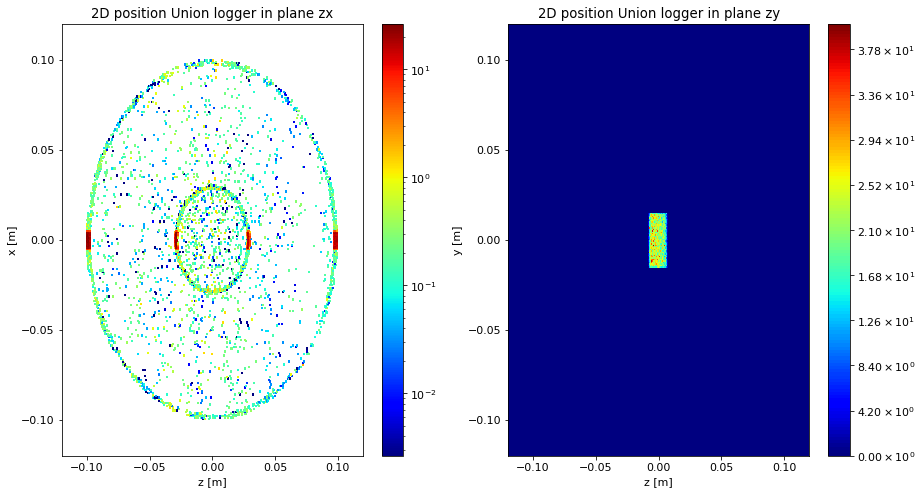 2D position Union logger in plane zx
0.10
0.05
0.00
−0.05
−0.10
x [m]
−0.10 −0.05 0.00 0.05 0.10
z [m]
10¹
10⁰
10⁻¹
10⁻²
2D position Union logger in plane zy
0.10
0.05
0.00
−0.05
−0.10
y [m]
−0.10 −0.05 0.00 0.05 0.10
z [m]
3.78 × 10¹
3.36 × 10¹
2.94 × 10¹
2.52 × 10¹
2.10 × 10¹
1.68 × 10¹
1.26 × 10¹
8.40 × 10⁰
4.20 × 10⁰
0.00 × 10⁰